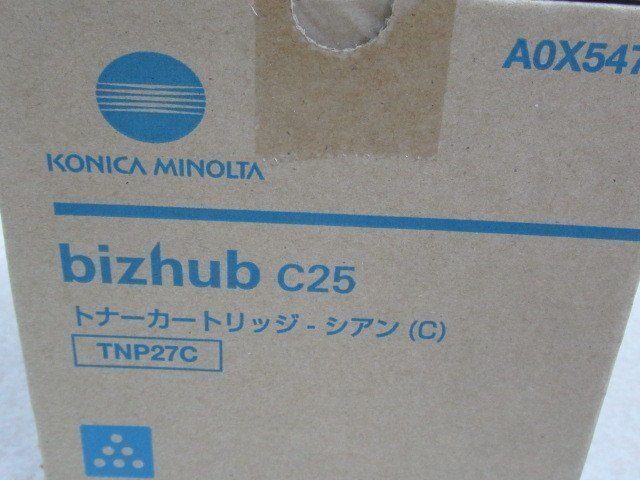 A0X547
KONICA MINOLTA
bizhub C25
トナーカートリッジ - シアン (C)
TNP27C